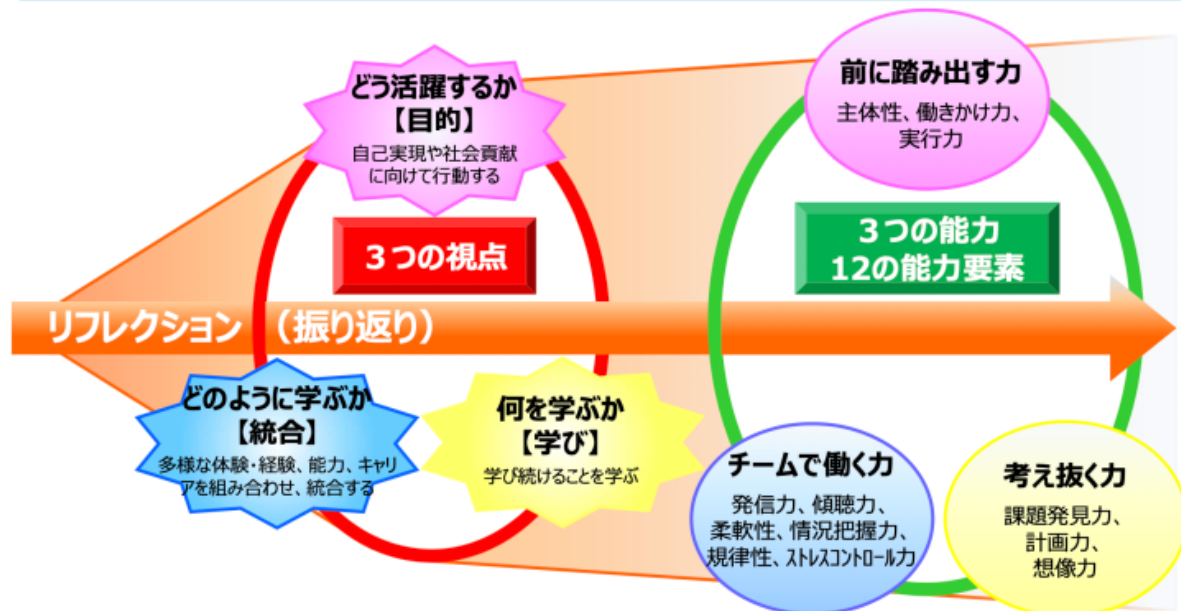 どう活躍するか
【目的】
自己実現や社会貢献
に向けて行動する
3つの視点
前に踏み出す力
主体性、働きかけ力、
実行力
3つの能力
12の能力要素
リフレクション （振り返り）
どのように学ぶか
【統合】
多様な体験・経験、能力、キャリ
アを組み合わせ、統合する
何を学ぶか
【学び】
学び続けることを学ぶ
チームで働く力
発信力、傾聴力、
柔軟性、情況把握力、
規律性、ストレスコントロール力
考え抜く力
課題発見力、
計画力、
想像力